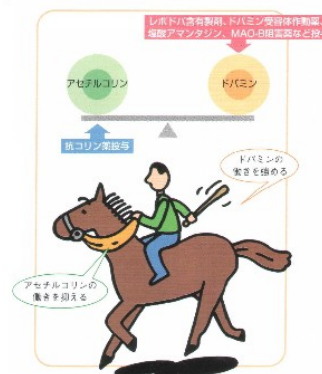 レボドパ含有製剤、ドパミン受容体作動薬、
塩酸アマンタジン、MAO-B阻害薬など投与
アセチルコリン
ドパミン
抗コリン薬投与
ドパミンの
働きを強める
アセチルコリンの
働きを抑える